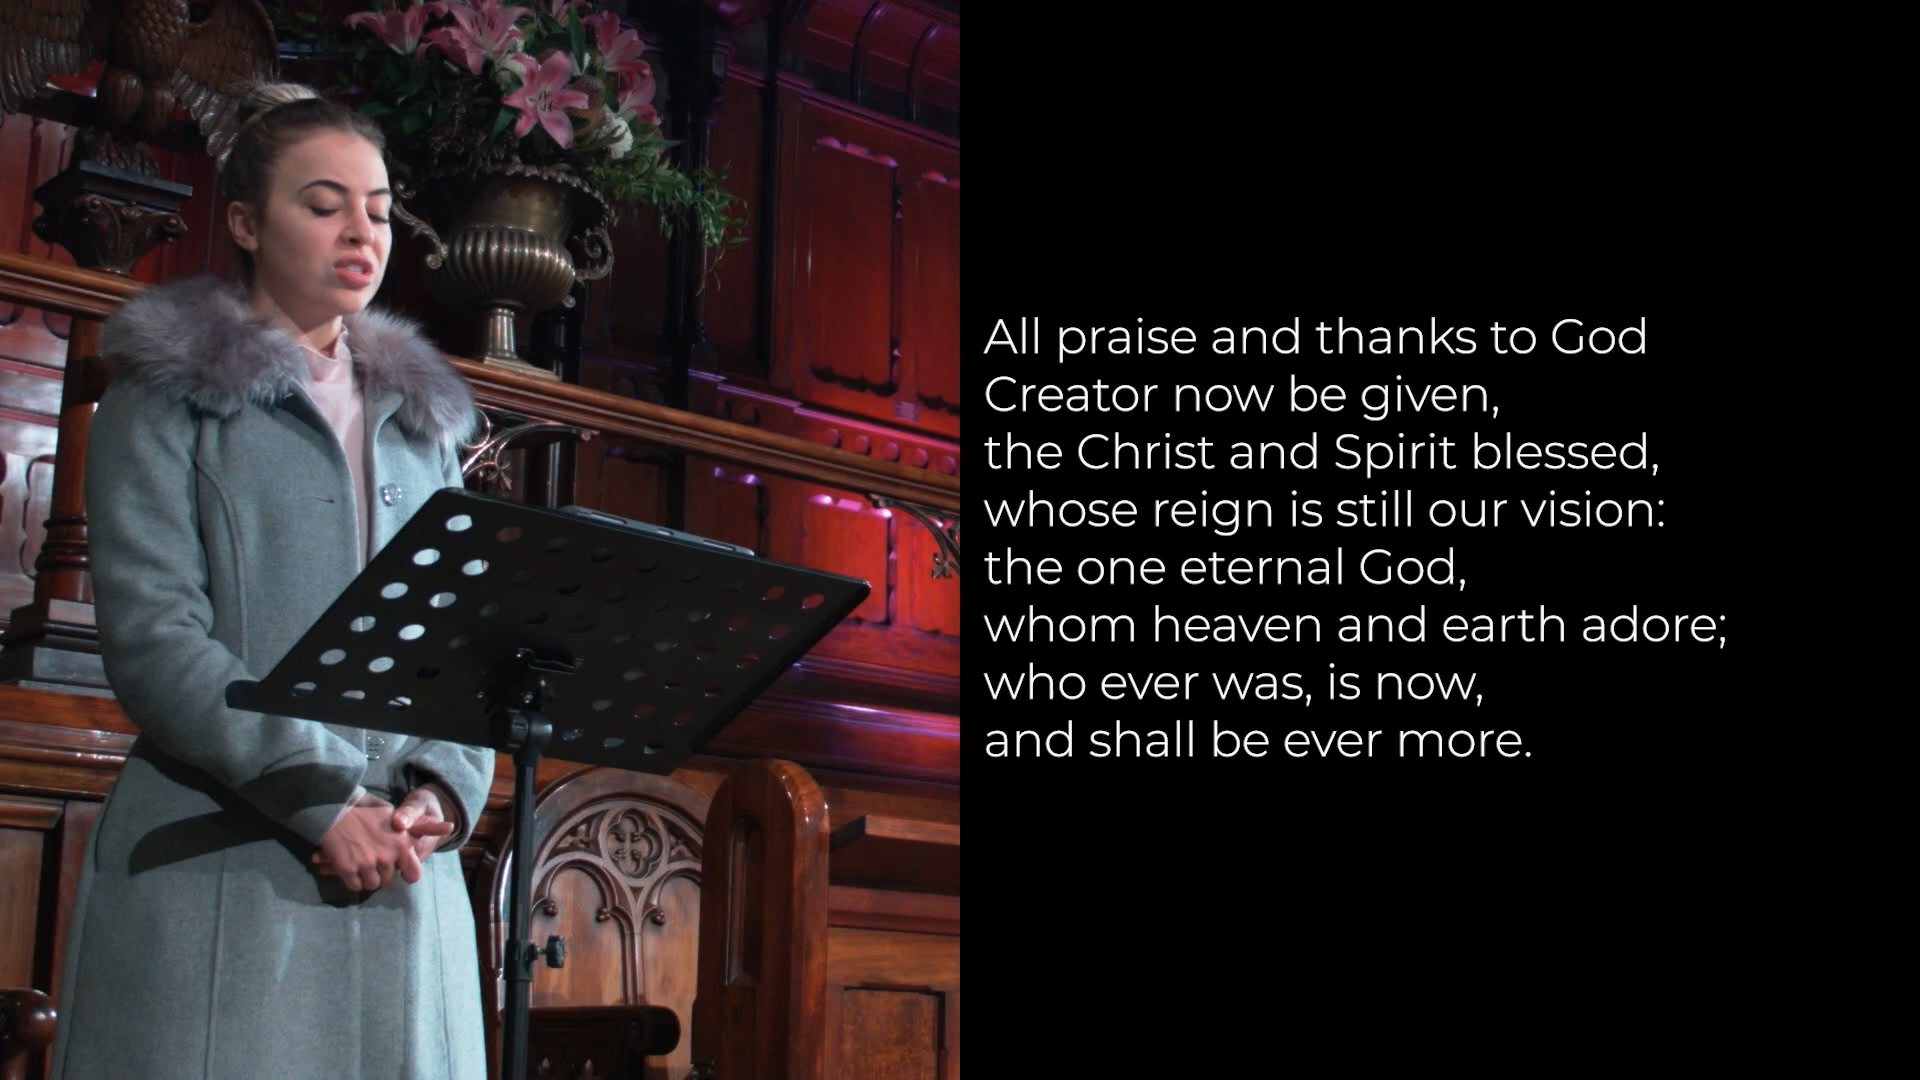 All praise and thanks to God
Creator now be given,
the Christ and Spirit blessed,
whose reign is still our vision:
the one eternal God,
whom heaven and earth adore;
who ever was, is now,
and shall be ever more.